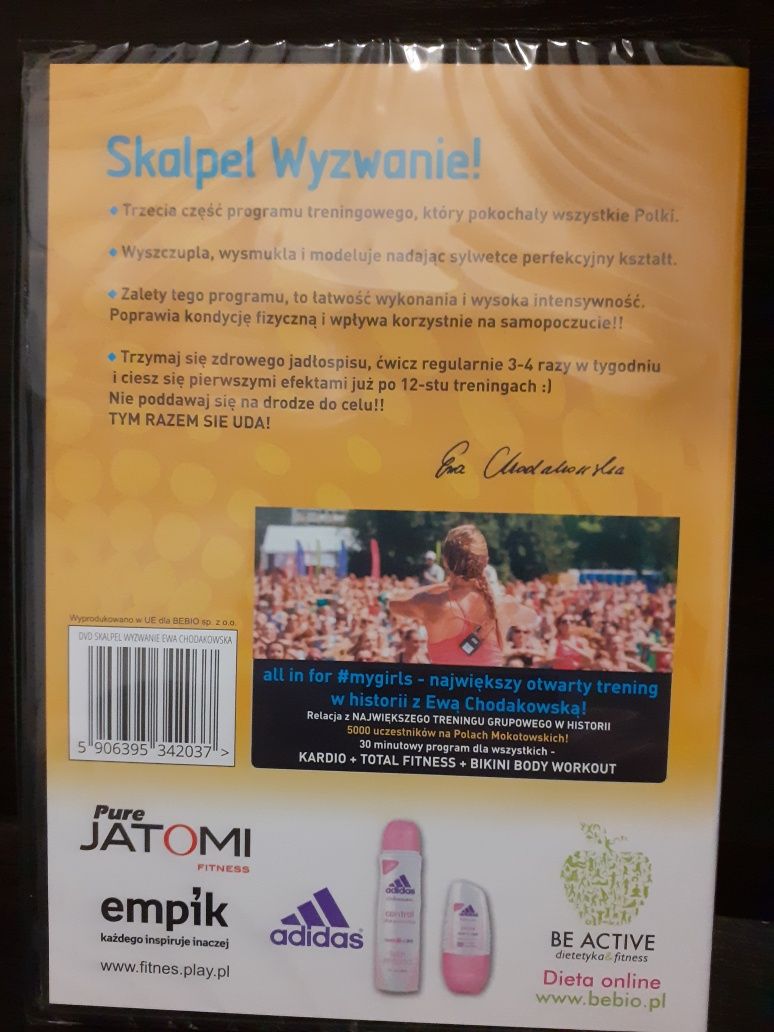 Skalpel Wyzwanie!
Trzecia część programu treningowego, który pokochały wszystkie Polki.
Wyszczupla, wysmukla i modeluje nadając sylwetce perfekcyjny kształt.
Zalety tego programu, to łatwość wykonania i wysoka intensywność.
Poprawia kondycję fizyczną i wpływa korzystnie na samopoczucie!!
Trzymaj się zdrowego jadłospisu, ćwicz regularnie 3-4 razy w tygodniu
i ciesz się pierwszymi efektami już po 12-stu treningach :)
Nie poddawaj się na drodze do celu!!
TYM RAZEM SIE UDA!
Ewa Chodakowska
Wyprodukowano w UE dla BEBIO sp. z o.o.
DVD SKALPEL WYZWANIE EWA CHODAKOWSKA
5 906395 342037 >
all in for #mygirls - największy otwarty trening
w historii z Ewą Chodakowską!
Relacja z NAJWIĘKSZEGO TRENINGU GRUPOWEGO W HISTORII
5000 uczestników na Polach Mokotowskich!
30 minutowy program dla wszystkich -
KARDIO + TOTAL FITNESS + BIKINI BODY WORKOUT
Pure
JATOMI
FITNESS
empik
każdego inspiruje inaczej
www.fitnes.play.pl
adidas
adidas
control
adidas
BE ACTIVE
dietetyka&fitness
Dieta online
www.bebio.pl